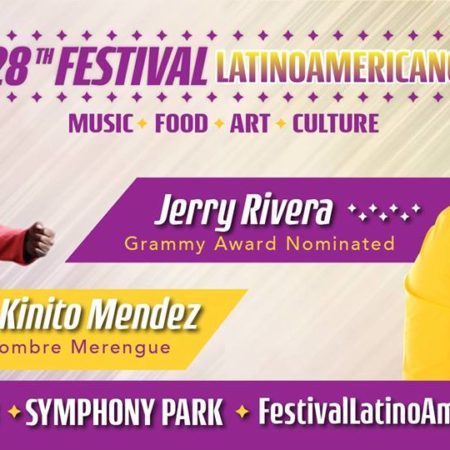 28TH FESTIVAL LATINOAMERICANO
MUSIC FOOD ART CULTURE
Jerry Rivera
Grammy Award Nominated
Kinito Mendez
ombre Merengue
SYMPHONY PARK FestivalLatinoAm